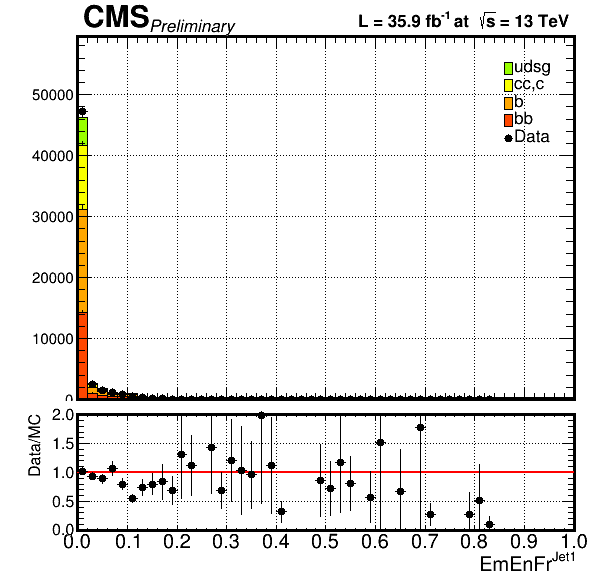 CMS Preliminary L = 35.9 fb⁻¹ at √s = 13 TeV
udsg
cc,c
b
bb
Data
50000
40000
30000
20000
10000
0
Data/MC
2.0
1.5
1.0
0.5
0.0
0.0 0.1 0.2 0.3 0.4 0.5 0.6 0.7 0.8 0.9 1.0
EmEnFr^Jet1